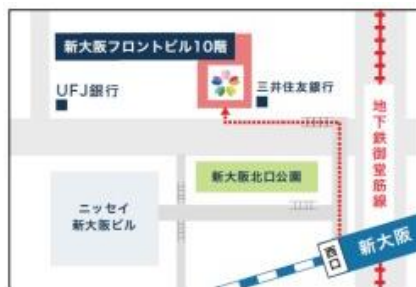 新大阪フロントビル10階
UFJ銀行
三井住友銀行
地下鉄御堂筋線
新大阪北口公園
ニッセイ
新大阪ビル
西口
新大阪